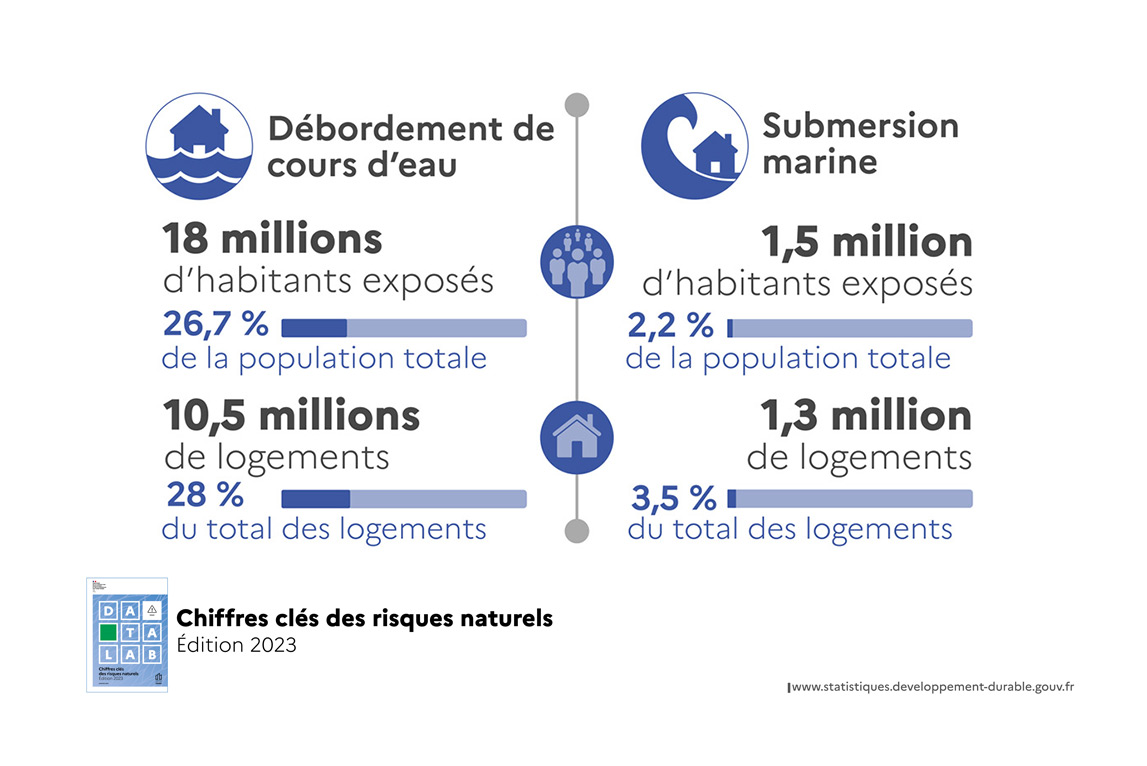 Débordement de
cours d’eau
18 millions
d’habitants exposés
26,7 %
de la population totale
10,5 millions
de logements
28 %
du total des logements
Submersion
marine
1,5 million
d’habitants exposés
2,2 %
de la population totale
1,3 million
de logements
3,5 %
du total des logements
D A
T A
L A B
Chiffres clés
des risques naturels
Édition 2023
Chiffres clés des risques naturels
Édition 2023
www.statistiques.developpement-durable.gouv.fr